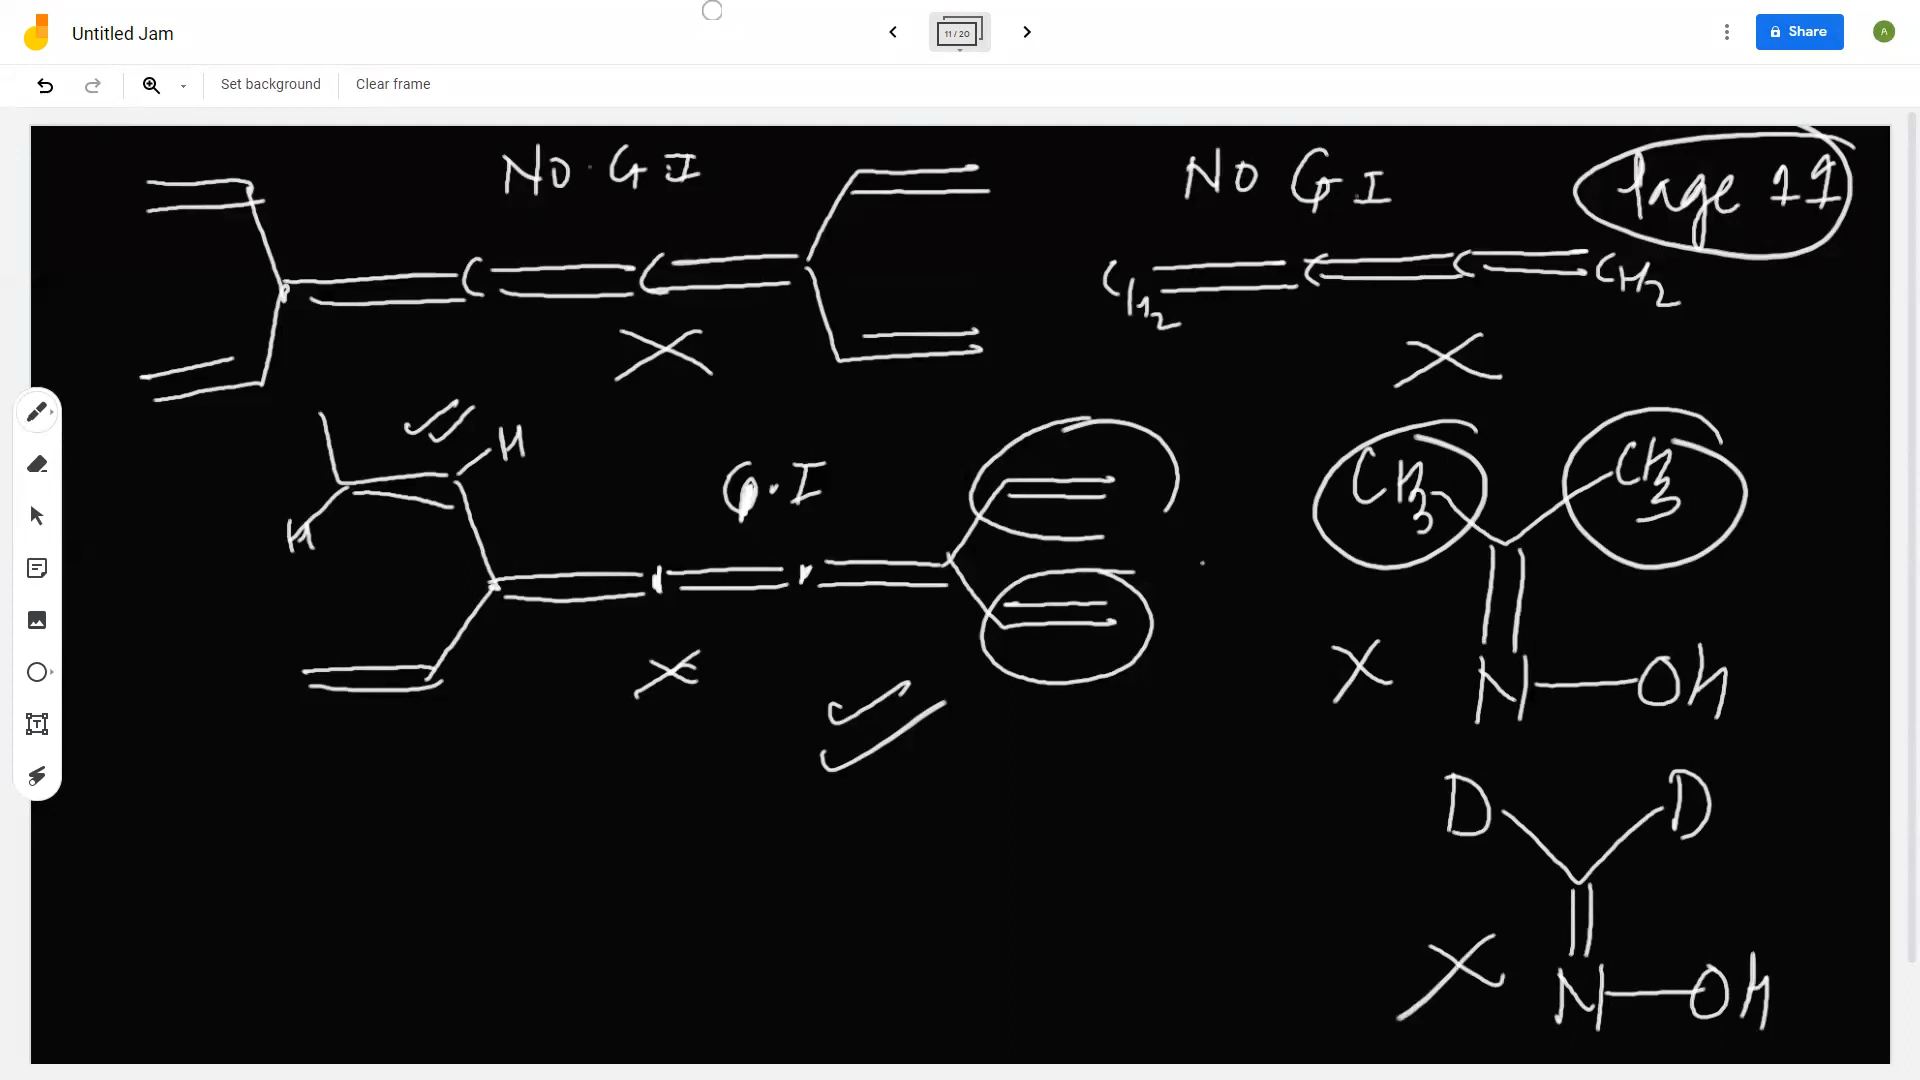 Untitled Jam
11 / 20
Share
A
Set background
Clear frame
No. G I
No G.I
Page 11
C=C
CH2=C=C=CH2
X
X
H
G.I
H
X
CH3
CH3
X
N-OH
D
D
X
N-OH